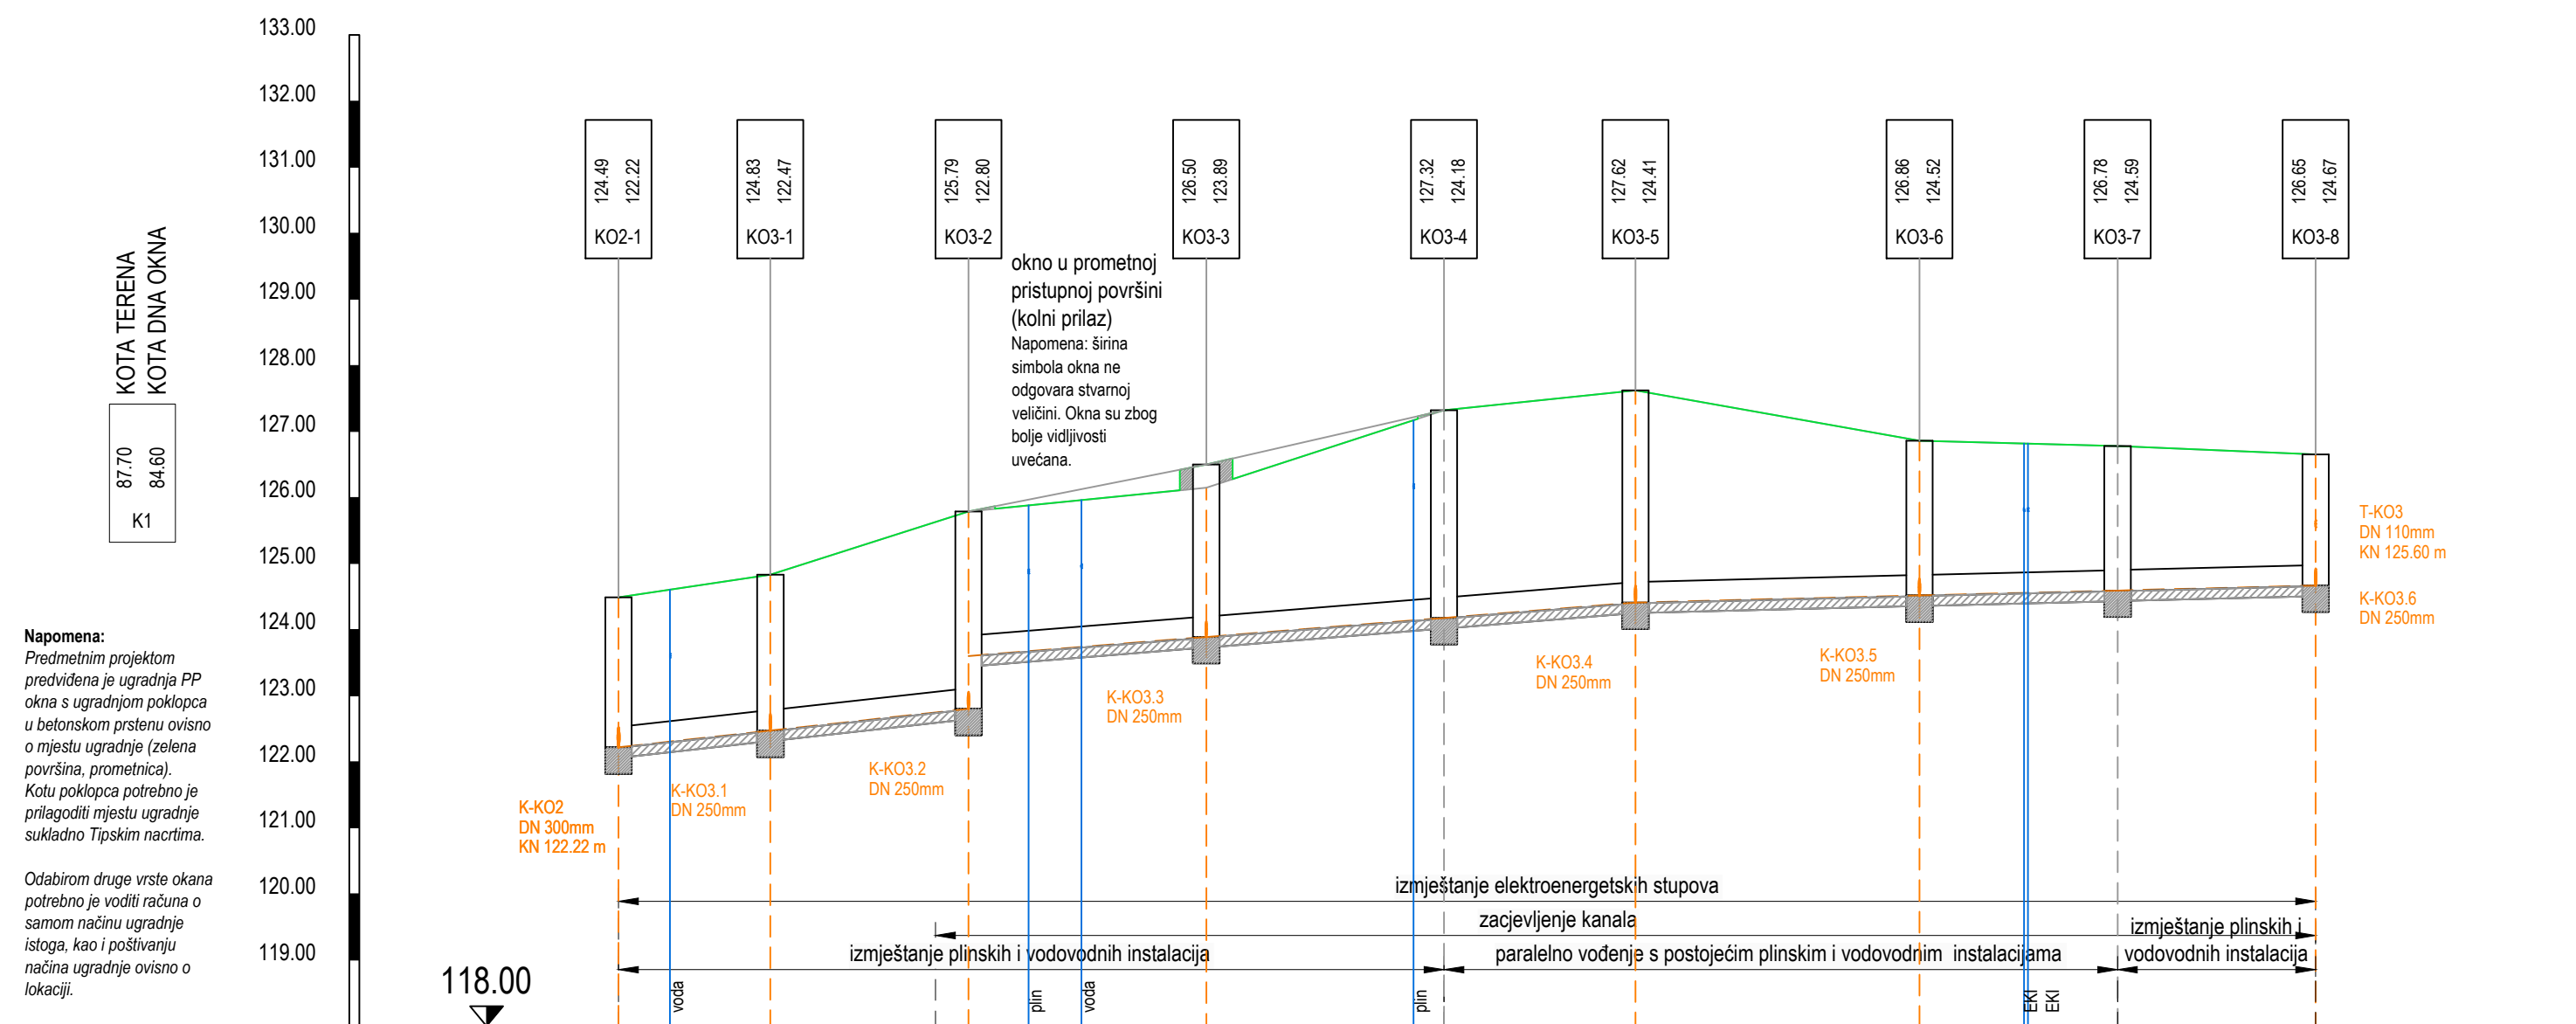 133.00
132.00
131.00
130.00
129.00
128.00
127.00
126.00
125.00
124.00
123.00
122.00
121.00
120.00
119.00
118.00
KOTA TERENA
KOTA DNA OKNA
87.70
84.60
K1
Napomena:
Predmetnim projektom
predviđena je ugradnja PP
okna s ugradnjom poklopca
u betonskom prstenu ovisno
o mjestu ugradnje (zelena
površina, prometnica).
Kotu poklopca potrebno je
prilagoditi mjestu ugradnje
sukladno Tipskim nacrtima.
Odabirom druge vrste okana
potrebno je voditi računa o
samom načinu ugradnje
istoga, kao i poštivanju
načina ugradnje ovisno o
lokaciji.
124.49
122.22
KO2-1
124.83
122.47
KO3-1
125.79
122.80
KO3-2
126.50
123.89
KO3-3
127.32
124.18
KO3-4
127.62
124.41
KO3-5
126.86
124.52
KO3-6
126.78
124.59
KO3-7
126.65
124.67
KO3-8
okno u prometnoj
pristupnoj površini
(kolni prilaz)
Napomena: širina
simbola okna ne
odgovara stvarnoj
veličini. Okna su zbog
bolje vidljivosti
uvećana.
K-KO2
DN 300mm
KN 122.22 m
K-KO3.1
DN 250mm
K-KO3.2
DN 250mm
K-KO3.3
DN 250mm
K-KO3.4
DN 250mm
K-KO3.5
DN 250mm
T-KO3
DN 110mm
KN 125.60 m
K-KO3.6
DN 250mm
izmještanje elektroenergetskih stupova
zacjevljenje kanala
izmještanje plinskih i vodovodnih instalacija
paralelno vođenje s postojećim plinskim i vodovodnim instalacijama
izmještanje plinskih i
vodovodnih instalacija
voda
plin
voda
plin
EKI
EKI